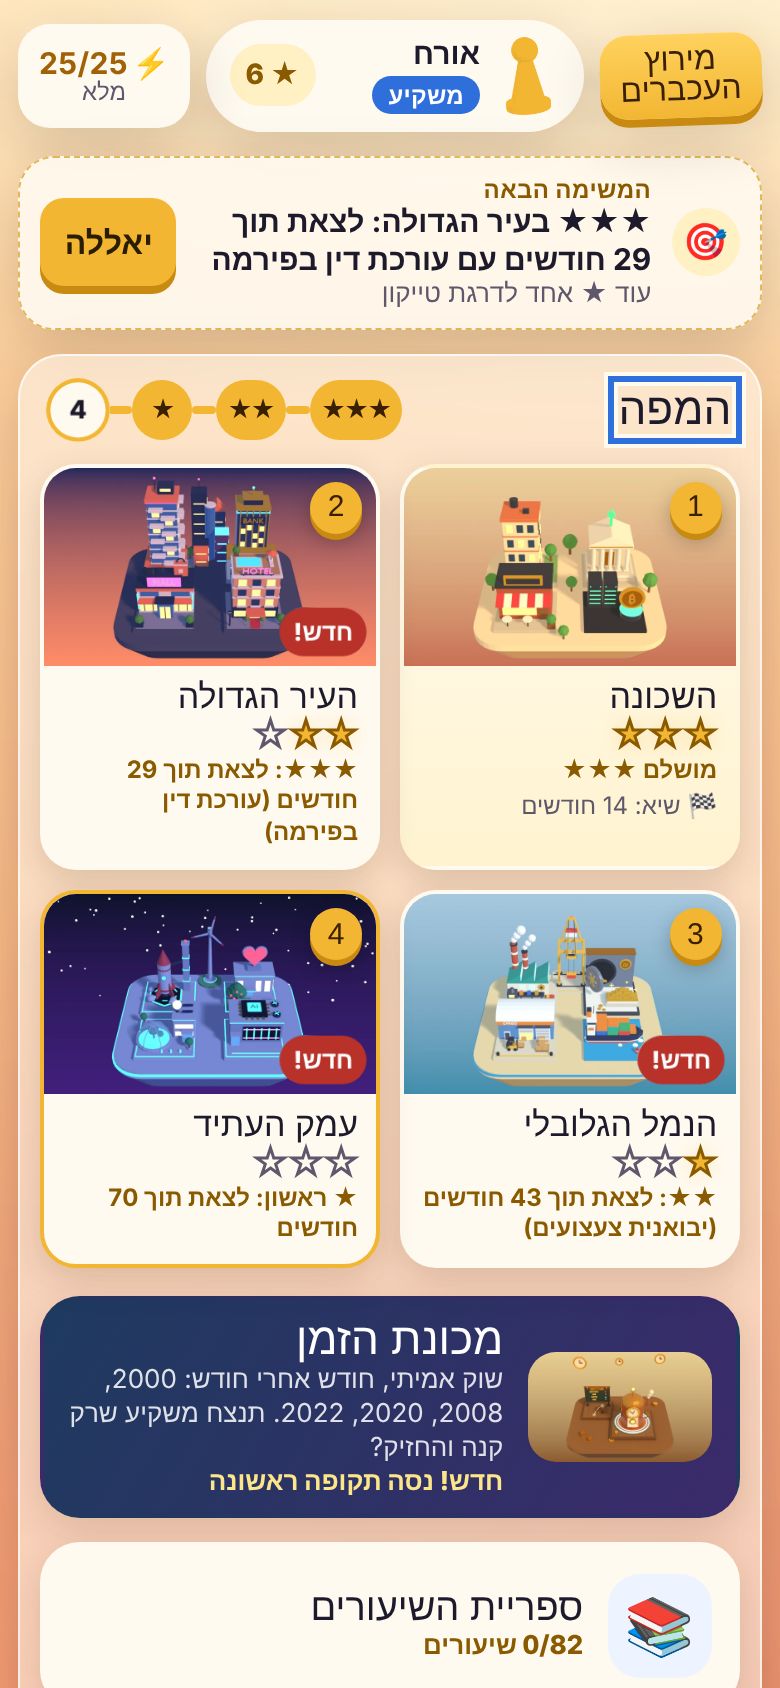 מירוץ
העכברים
אורח
משקיע
★ 6
⚡ 25/25
מלא
המשימה הבאה
★★★ בעיר הגדולה: לצאת תוך
29 חודשים עם עורכת דין בפירמה
עוד ★ אחד לדרגת טייקון
יאללה
המפה
★★★
★★
★
4
1
השכונה
מושלם ★★★
🏁 שיא: 14 חודשים
2
BANK
HOTEL
חדש!
העיר הגדולה
★★★: לצאת תוך 29
חודשים (עורכת דין
בפירמה)
3
חדש!
הנמל הגלובלי
★★: לצאת תוך 43 חודשים
(יבואנית צעצועים)
4
חדש!
עמק העתיד
★ ראשון: לצאת תוך 70
חודשים
מכונת הזמן
שוק אמיתי, חודש אחרי חודש: 2000,
2008, 2020, 2022. תנצח משקיע שרק
קנה והחזיק?
חדש! נסה תקופה ראשונה
ספריית השיעורים
0/82 שיעורים